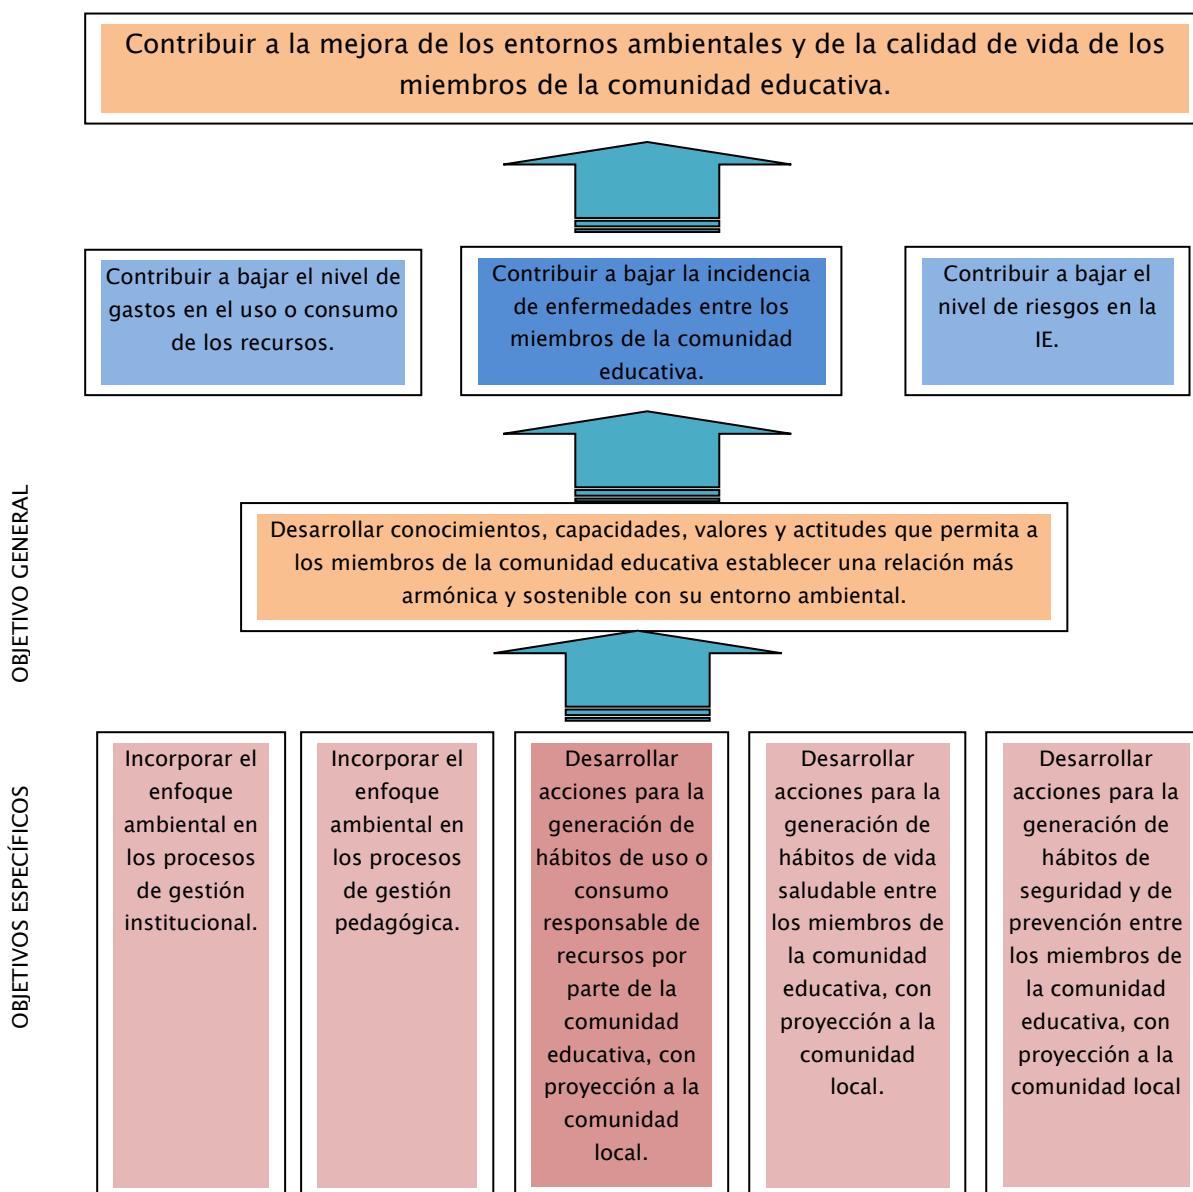 Contribuir a la mejora de los entornos ambientales y de la calidad de vida de los
miembros de la comunidad educativa.
Contribuir a bajar el nivel de
gastos en el uso o consumo
de los recursos.
Contribuir a bajar la incidencia
de enfermedades entre los
miembros de la comunidad
educativa.
Contribuir a bajar el
nivel de riesgos en la
IE.
OBJETIVO GENERAL
Desarrollar conocimientos, capacidades, valores y actitudes que permita a
los miembros de la comunidad educativa establecer una relación más
armónica y sostenible con su entorno ambiental.
OBJETIVOS ESPECÍFICOS
Incorporar el
enfoque
ambiental en
los procesos
de gestión
institucional.
Incorporar el
enfoque
ambiental en
los procesos
de gestión
pedagógica.
Desarrollar
acciones para la
generación de
hábitos de uso o
consumo
responsable de
recursos por
parte de la
comunidad
educativa, con
proyección a la
comunidad
local.
Desarrollar
acciones para la
generación de
hábitos de vida
saludable entre
los miembros de
la comunidad
educativa, con
proyección a la
comunidad
local.
Desarrollar
acciones para la
generación de
hábitos de
seguridad y de
prevención entre
los miembros de
la comunidad
educativa, con
proyección a la
comunidad local